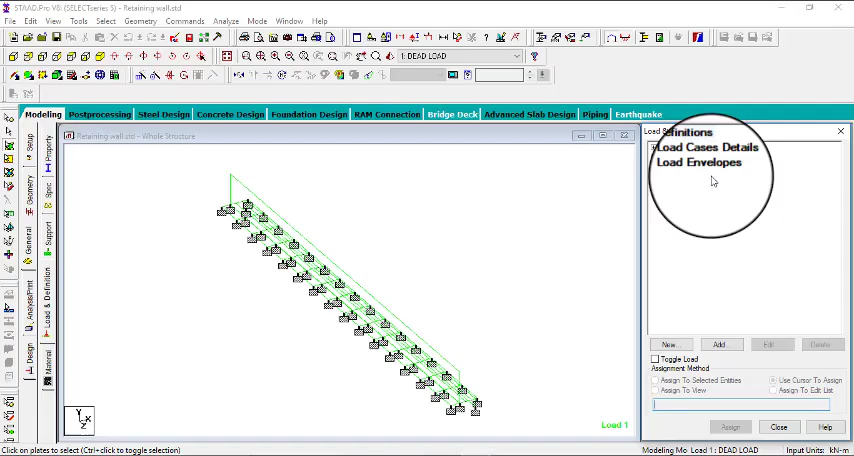 STAAD.Pro V8i (SELECTseries 5) - Retaining wall.std
File Edit View Tools Select Geometry Commands Analyze Mode Window Help
1: DEAD LOAD
Modeling Postprocessing Steel Design Concrete Design Foundation Design RAM Connection Bridge Deck Advanced Slab Design Piping Earthquake
Setup
Geometry
General
Analysis/Print
Design
Property
Spec
Support
Load & Definition
Material
Retaining wall.std - Whole Structure
Y
X
Z
Load 1
Load &
efinitions
Load Cases Details
Load Envelopes
New... Add... Edit Delete
Toggle Load
Assignment Method
Assign To Selected Entities Use Cursor To Assign
Assign To View Assign To Edit List
Assign Close Help
Click on plates to select (Ctrl+click to toggle selection)
Modeling Mo Load 1 : DEAD LOAD Input Units: kN-m